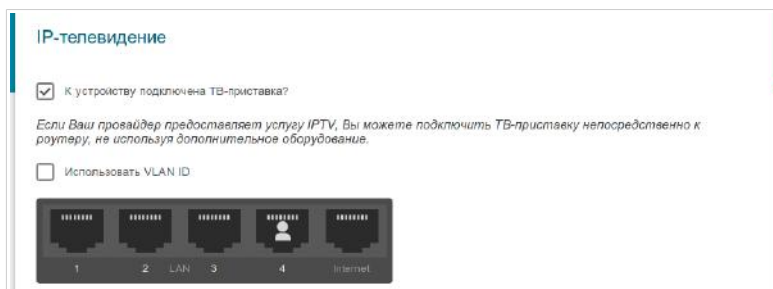 IP-телевидение
К устройству подключена ТВ-приставка?
Если Ваш провайдер предоставляет услугу IPTV, Вы можете подключить ТВ-приставку непосредственно к
роутеру, не используя дополнительное оборудование.
Использовать VLAN ID
1 2 LAN 3 4 Internet